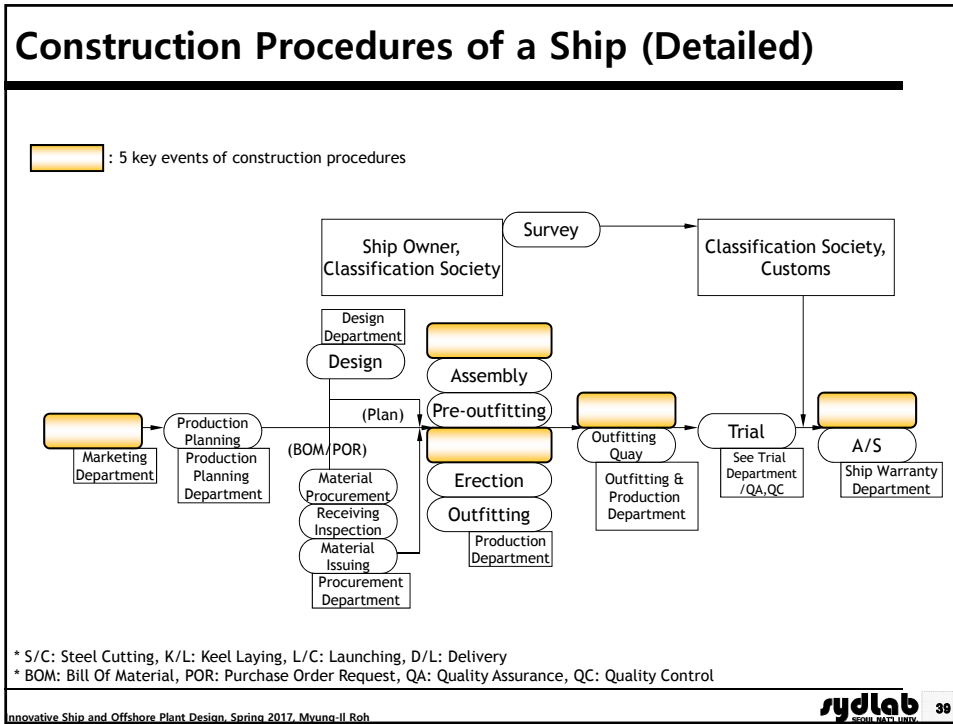 Construction Procedures of a Ship (Detailed)
: 5 key events of construction procedures
Ship Owner,
Classification Society
Survey
Classification Society,
Customs
Design
Department
Design
Assembly
Pre-outfitting
(Plan)
Production
Planning
Marketing
Department
Production
Planning
Department
(BOM/POR)
Material
Procurement
Receiving
Inspection
Material
Issuing
Procurement
Department
Erection
Outfitting
Production
Department
Outfitting
Quay
Outfitting &
Production
Department
Trial
See Trial
Department
/QA,QC
A/S
Ship Warranty
Department
* S/C: Steel Cutting, K/L: Keel Laying, L/C: Launching, D/L: Delivery
* BOM: Bill Of Material, POR: Purchase Order Request, QA: Quality Assurance, QC: Quality Control
nnovative Ship and Offshore Plant Design, Spring 2017, Myung-Il Roh
sydlab
SEOUL NAT'L UNIV.
39